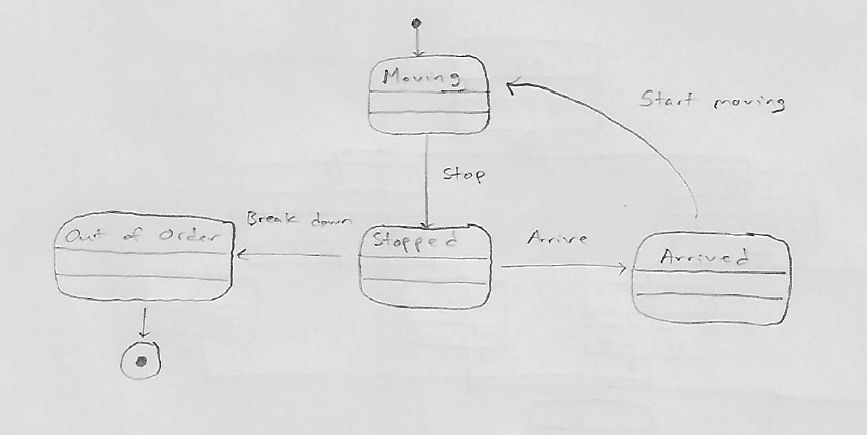 Moving
Start moving
Stop
Break down
Out of Order
Stopped
Arrive
Arrived